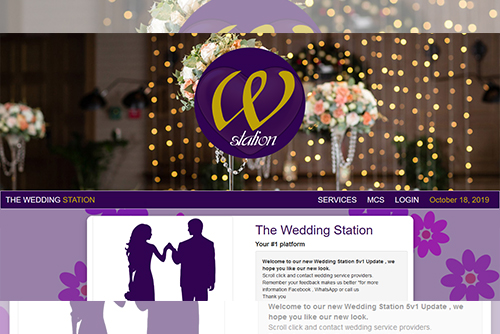 W
station
THE WEDDING STATION
SERVICES
MCS
LOGIN
October 18, 2019
The Wedding Station
Your #1 platform
Welcome to our new Wedding Station 5v1 Update , we
hope you like our new look.
Scroll click and contact wedding service providers.
Remember your feedback makes us better "for more
information Facebook . WhatsApp or call us
Thank you
Welcome to our new Wedding Station 5v1 Update , we
hope you like our new look.
Scroll click and contact wedding service providers.